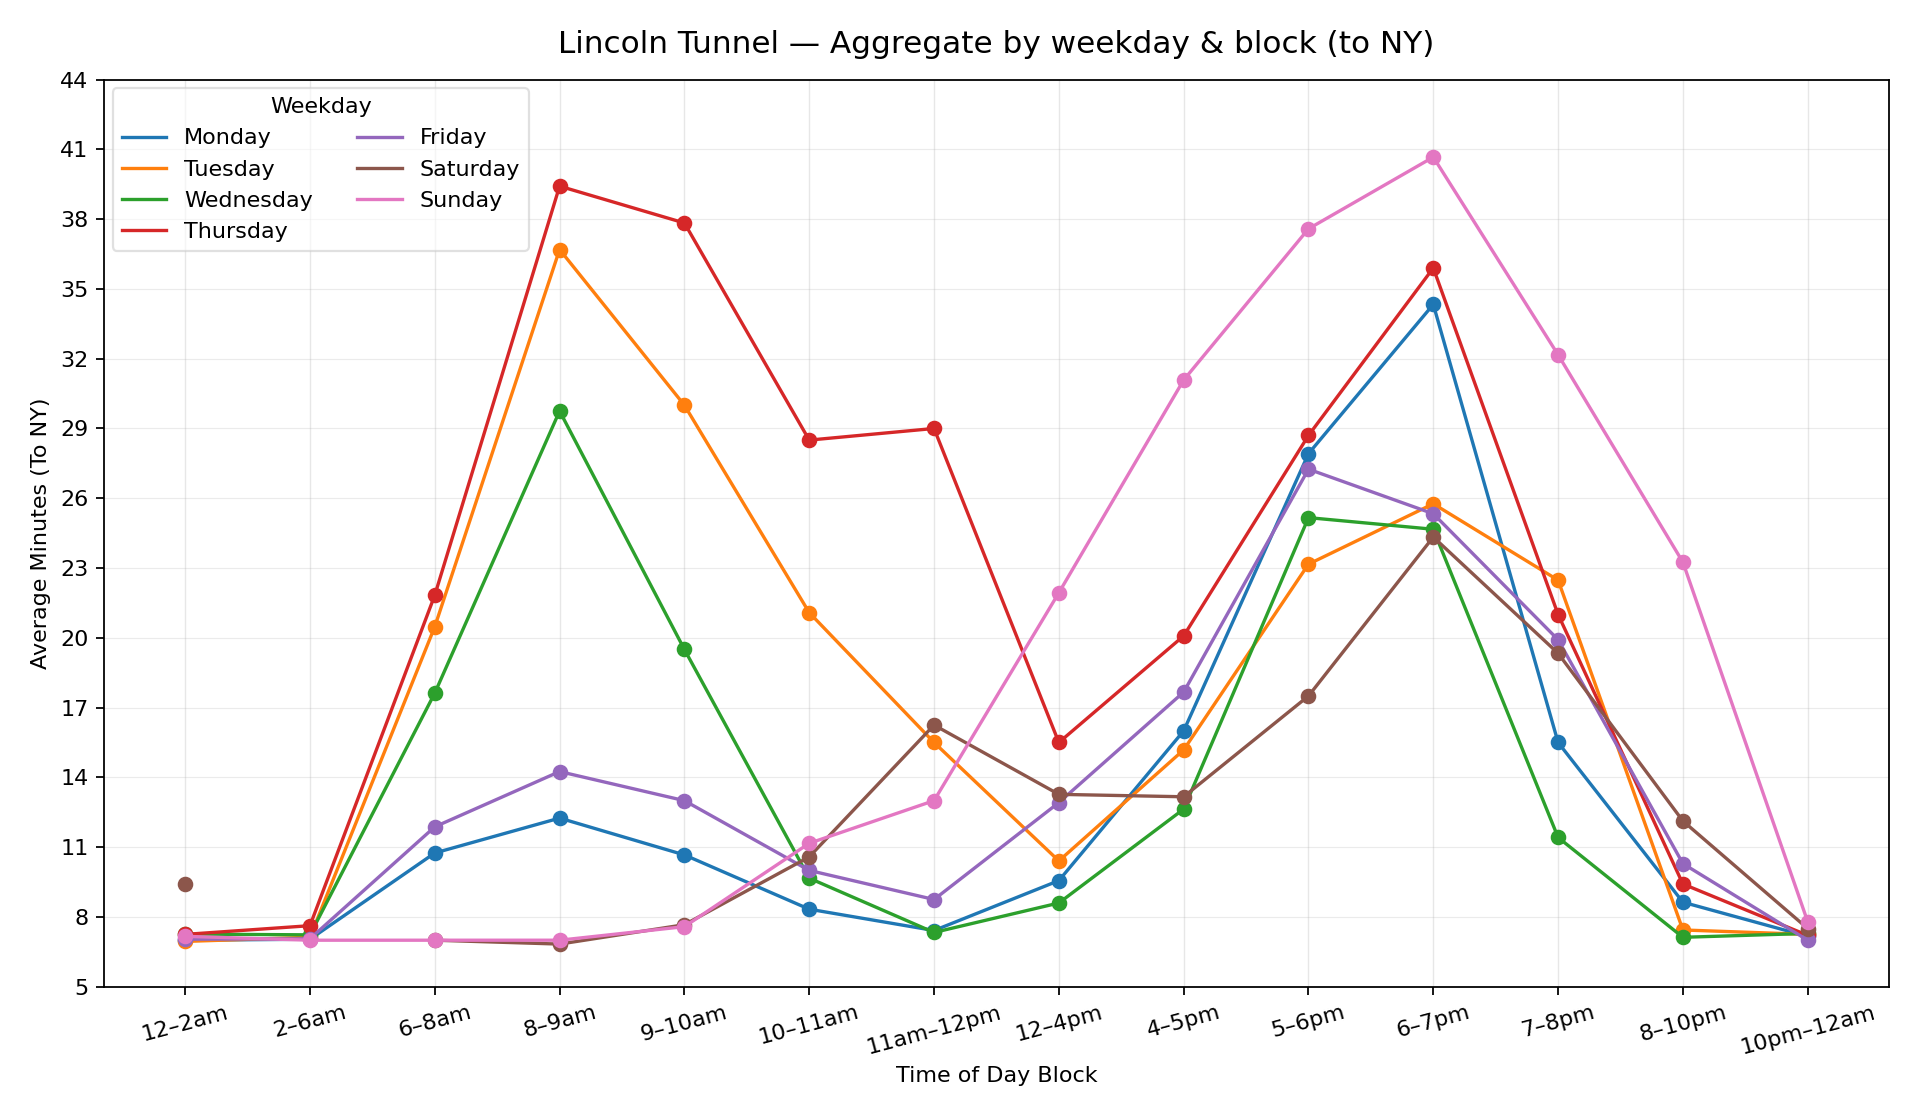 Lincoln Tunnel — Aggregate by weekday & block (to NY)
Weekday
Monday
Tuesday
Wednesday
Thursday
Friday
Saturday
Sunday
Average Minutes (To NY)
44
41
38
35
32
29
26
23
20
17
14
11
8
5
12–2am
2–6am
6–8am
8–9am
9–10am
10–11am
11am–12pm
12–4pm
4–5pm
5–6pm
6–7pm
7–8pm
8–10pm
10pm–12am
Time of Day Block